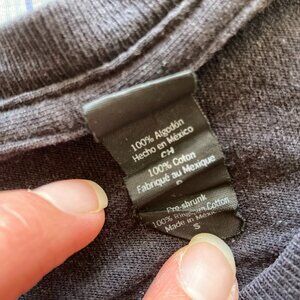 100% Algodón
Hecho en México
CH
100% Coton
Fabriqué au Mexique
P
Pre-shrunk
100% Ringspun Cotton
Made in Mexico
S